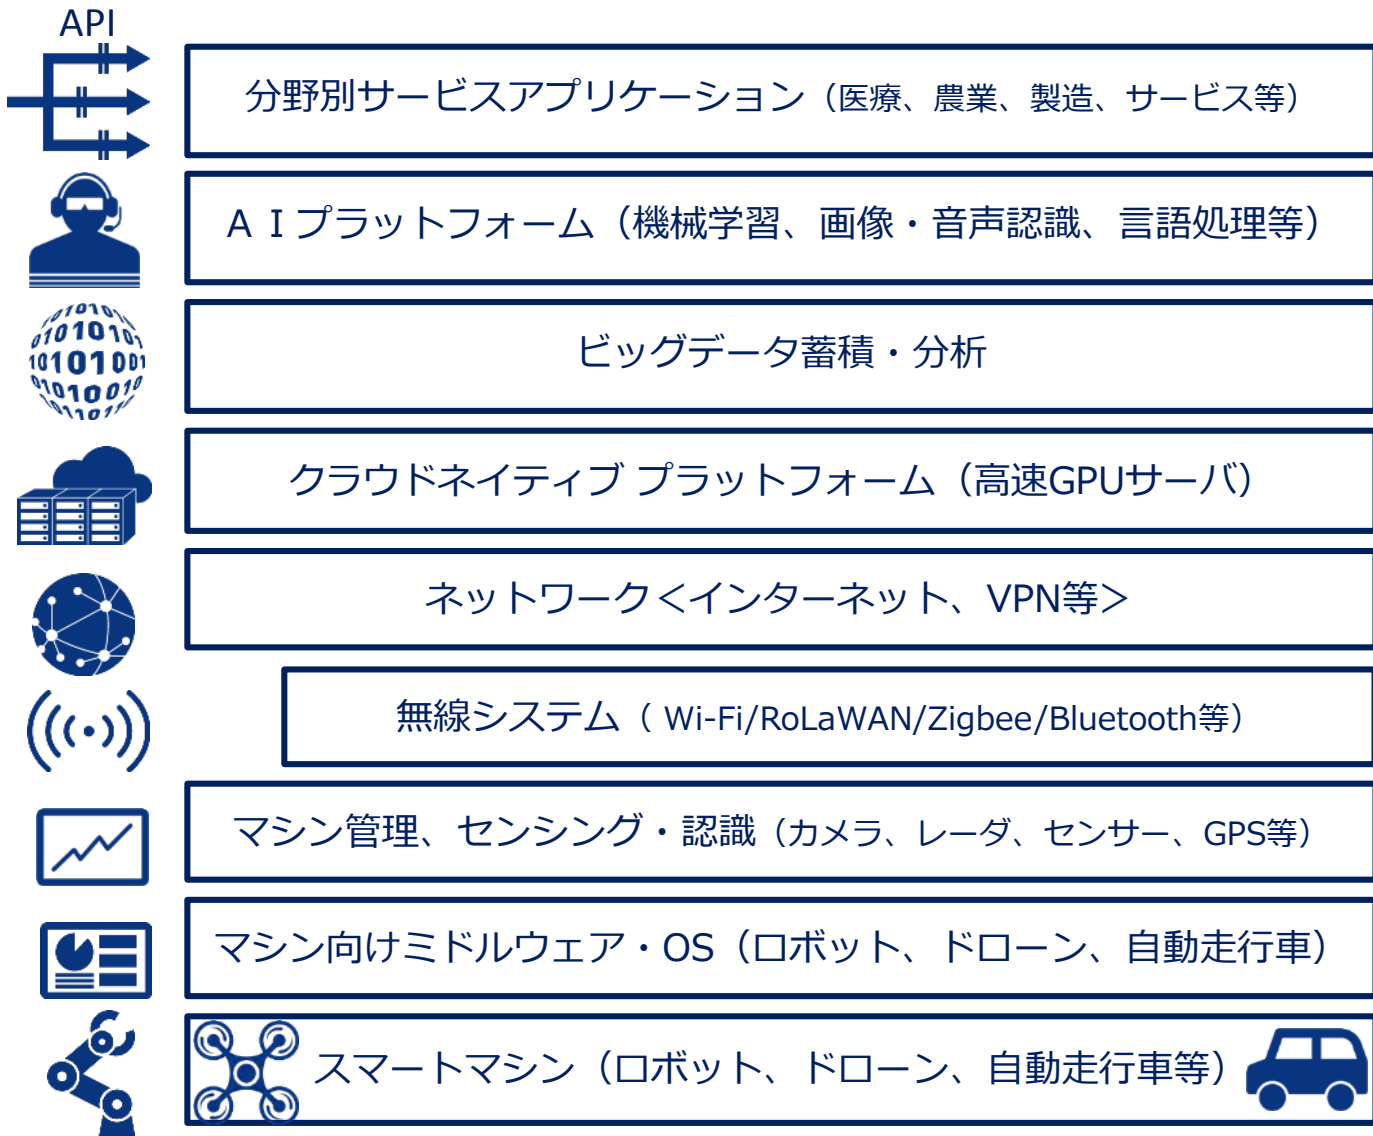 API
分野別サービスアプリケーション（医療、農業、製造、サービス等）
ＡＩプラットフォーム（機械学習、画像・音声認識、言語処理等）
ビッグデータ蓄積・分析
クラウドネイティブ プラットフォーム（高速GPUサーバ）
ネットワーク＜インターネット、VPN等＞
無線システム（ Wi-Fi/RoLaWAN/Zigbee/Bluetooth等）
マシン管理、センシング・認識（カメラ、レーダ、センサー、GPS等）
マシン向けミドルウェア・OS（ロボット、ドローン、自動走行車）
スマートマシン（ロボット、ドローン、自動走行車等）